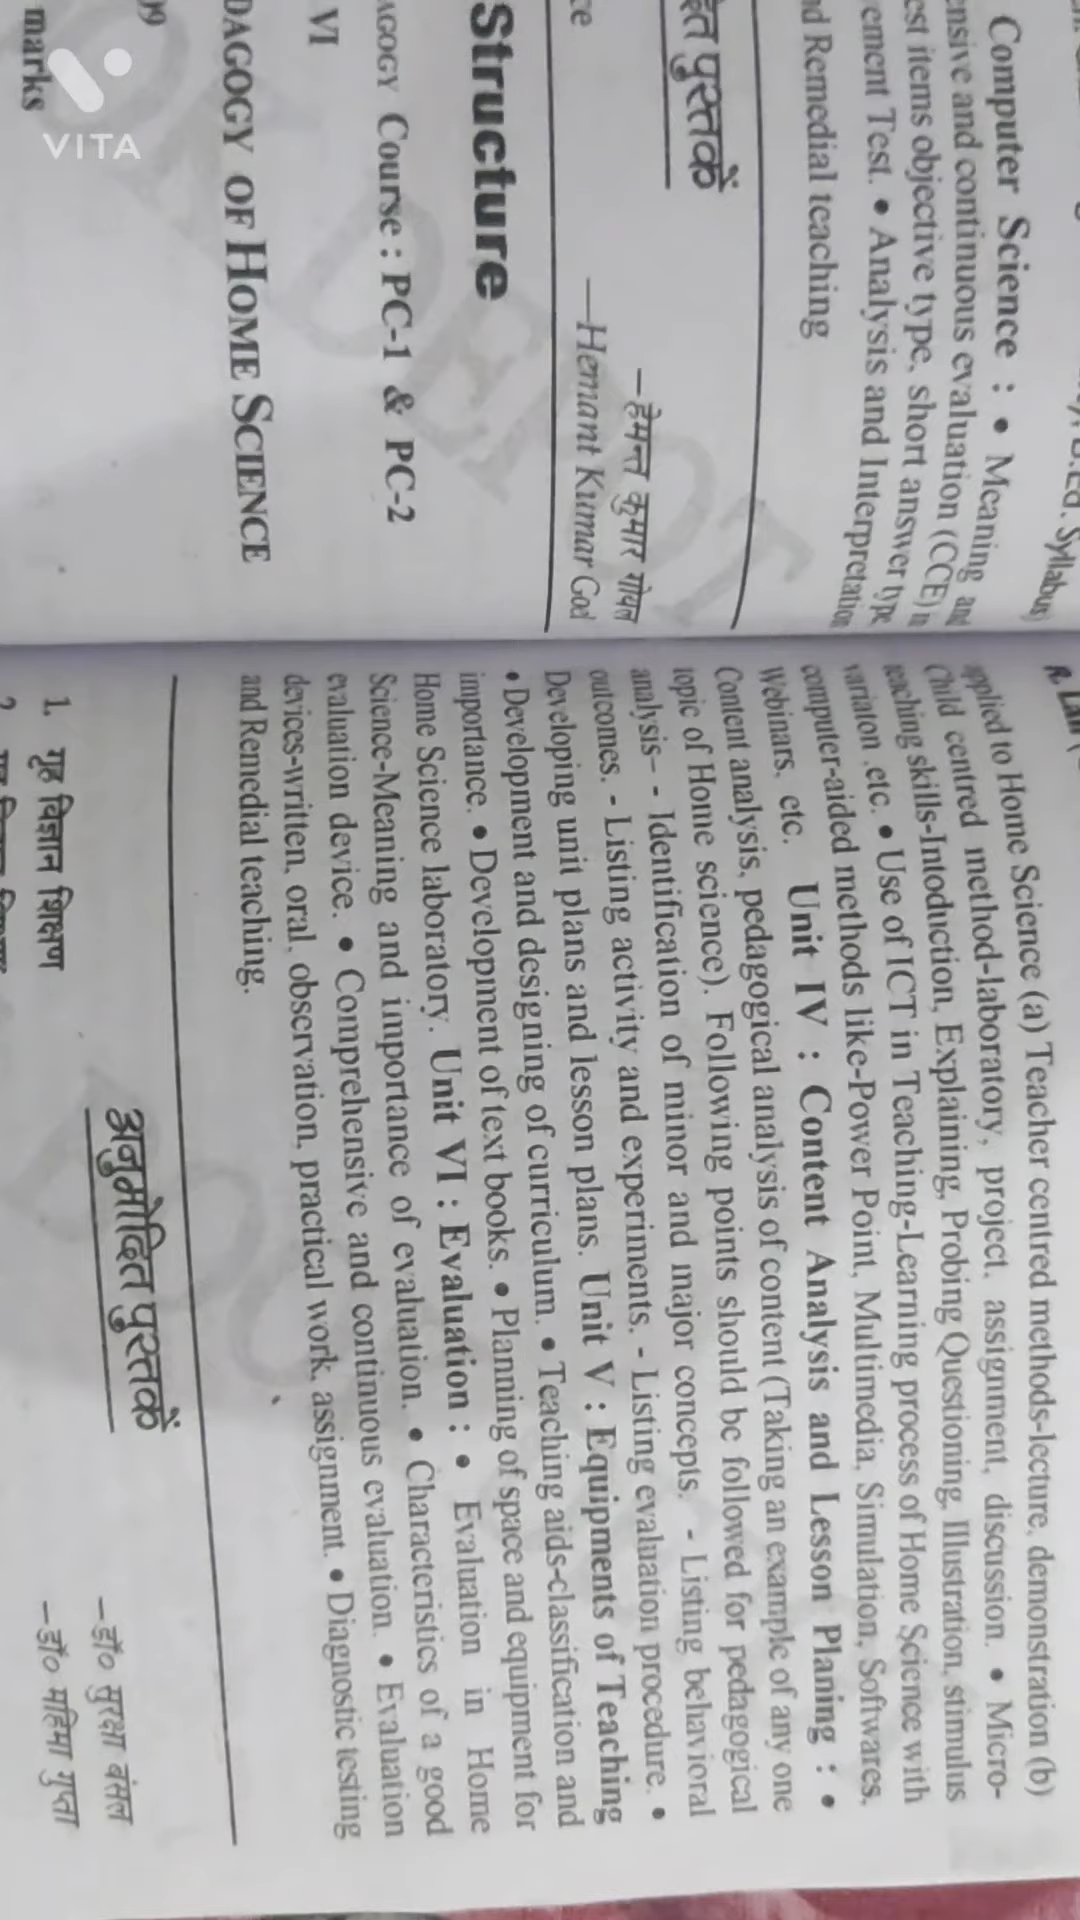 VITA
Computer Science : • Meaning and
ensive and continuous evaluation (CCE) in
est items objective type, short answer type
ement Test. • Analysis and Interpretation
nd Remedial teaching
पुस्तकें
—हेमन्त कुमार गोयल
ce —Hemant Kumar Goel
Structure
AGOGY Course : PC-1 & PC-2
VI
DAGOGY OF HOME SCIENCE
09
marks
B.Ed. Syllabus)
applied to Home Science (a) Teacher centred methods-lecture, demonstration (b)
Child centred method-laboratory, project, assignment, discussion. • Micro-
teaching skills-Intoduction, Explaining, Probing Questioning, Illustration, stimulus
variaton ,etc. • Use of ICT in Teaching-Learning process of Home Science with
computer-aided methods like-Power Point, Multimedia, Simulation, Softwares,
Webinars, etc. Unit IV : Content Analysis and Lesson Planing : •
Content analysis, pedagogical analysis of content (Taking an example of any one
topic of Home science). Following points should be followed for pedagogical
analysis– - Identification of minor and major concepts. - Listing behavioral
outcomes. - Listing activity and experiments. - Listing evaluation procedure. •
Developing unit plans and lesson plans. Unit V : Equipments of Teaching
• Development and designing of curriculum. • Teaching aids-classification and
importance. • Development of text books. • Planning of space and equipment for
Home Science laboratory. Unit VI : Evaluation : • Evaluation in Home
Science-Meaning and importance of evaluation. • Characteristics of a good
evaluation device. • Comprehensive and continuous evaluation. • Evaluation
devices-written, oral, observation, practical work, assignment. • Diagnostic testing
and Remedial teaching.
अनुमोदित पुस्तकें
1. गृह विज्ञान शिक्षण —डॉ० सुरक्षा बंसल
—डॉ० महिमा गुप्ता